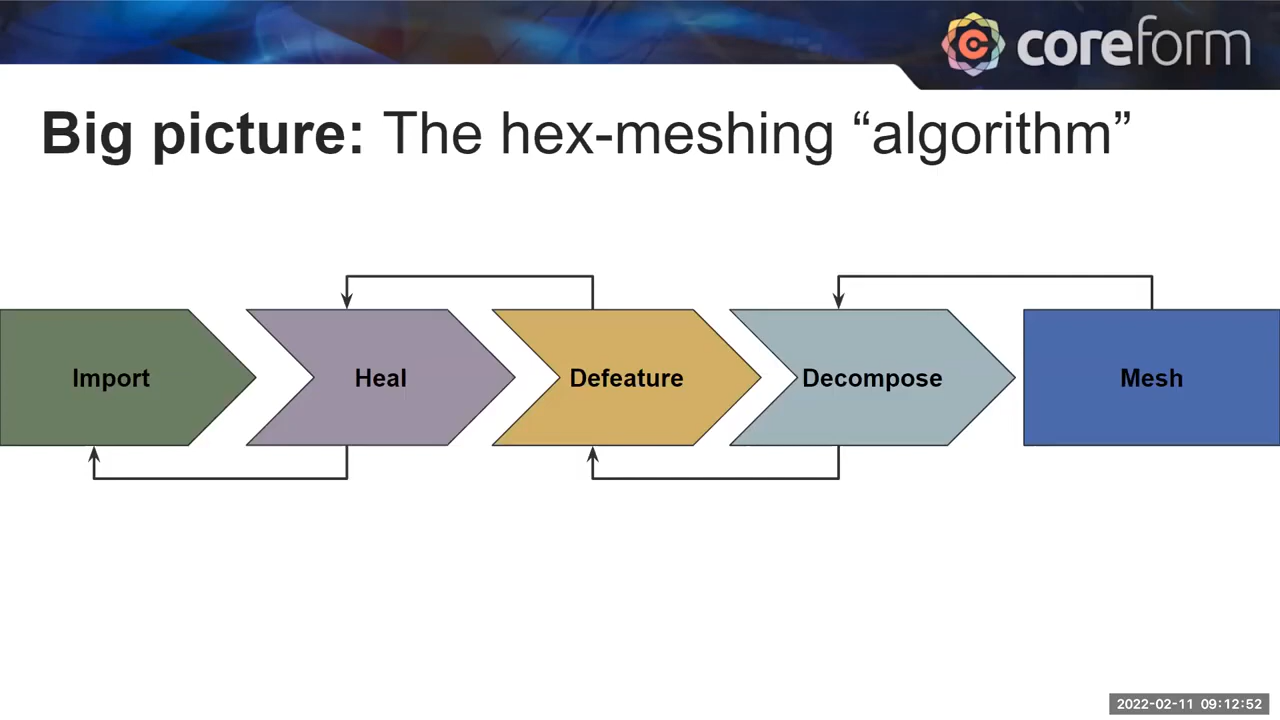 coreform
Big picture: The hex-meshing “algorithm”
Import
Heal
Defeature
Decompose
Mesh
2022-02-11 09:12:52